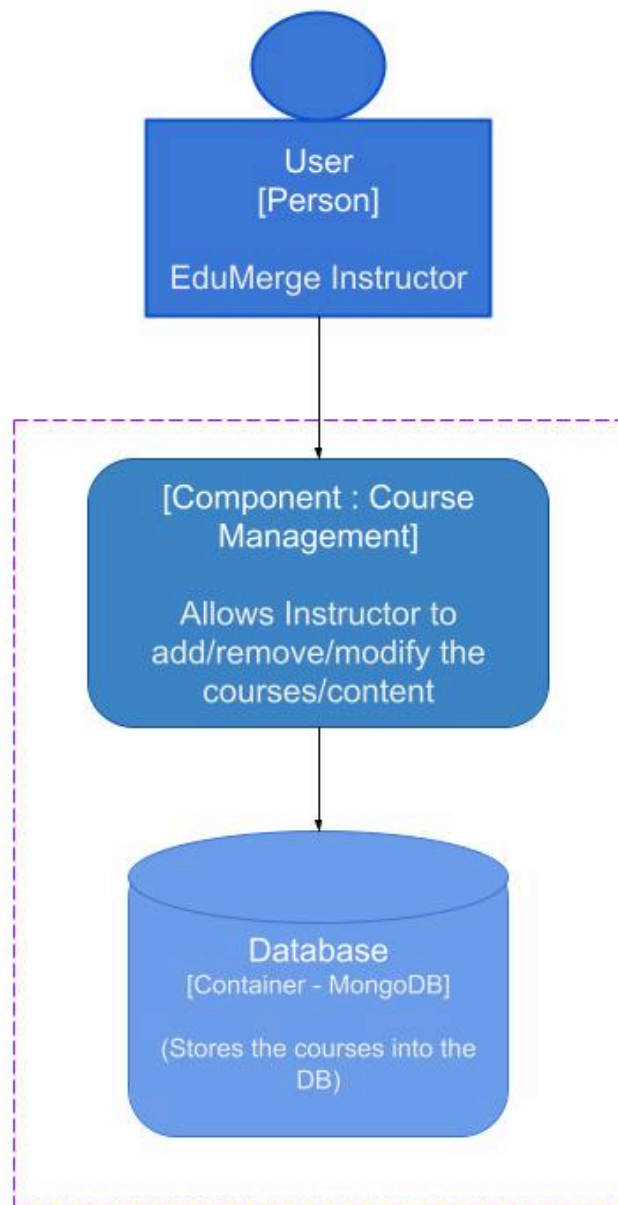 User
[Person]
EduMerge Instructor
[Component : Course
Management]
Allows Instructor to
add/remove/modify the
courses/content
Database
[Container - MongoDB]
(Stores the courses into the
DB)